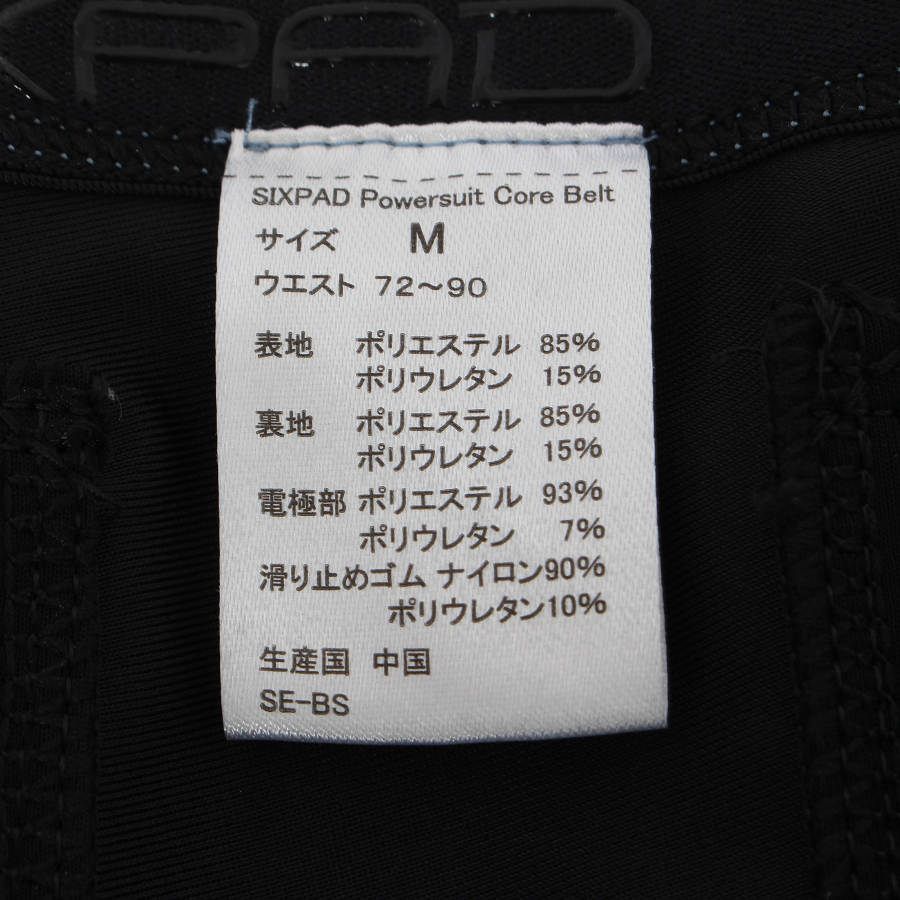 XPAD
SIXPAD Powersuit Core Belt
サイズ M
ウエスト 72～90
表地 ポリエステル 85%
ポリウレタン 15%
裏地 ポリエステル 85%
ポリウレタン 15%
電極部 ポリエステル 93%
ポリウレタン 7%
滑り止めゴム ナイロン90%
ポリウレタン10%
生産国 中国
SE-BS